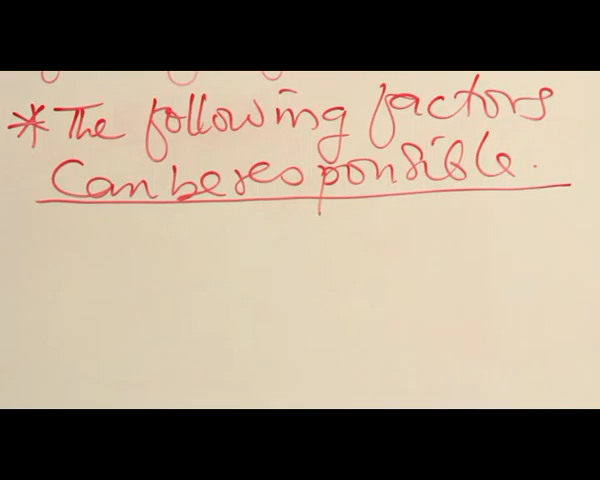 * The following factors
Can be responsible.